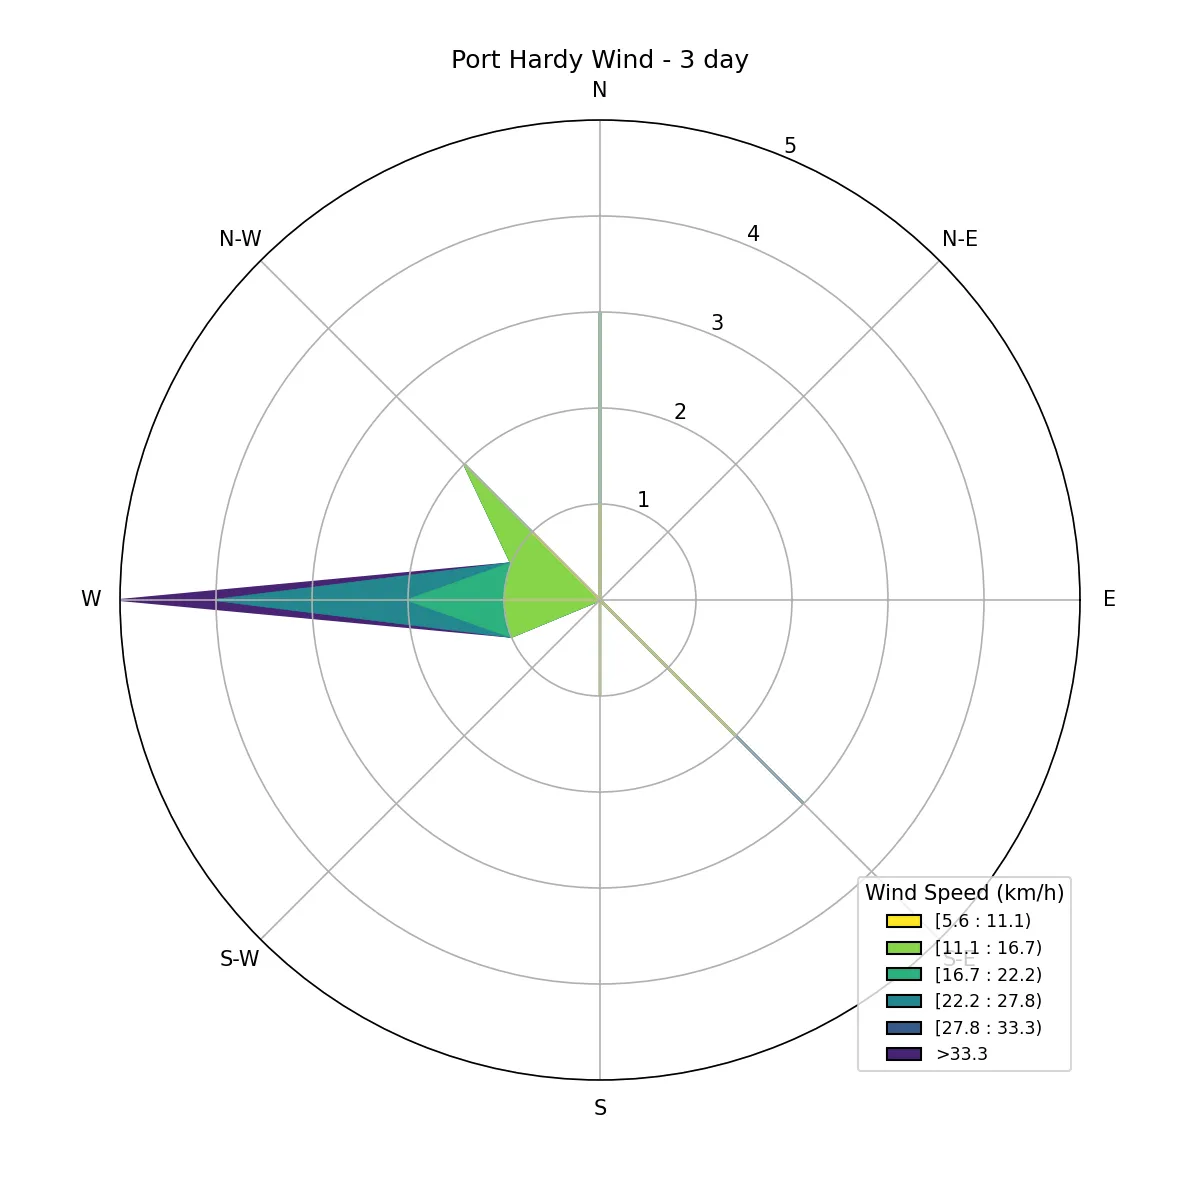 Port Hardy Wind - 3 day
N
5
4
N-W
N-E
3
2
1
W
E
Wind Speed (km/h)
[5.6 : 11.1)
[11.1 : 16.7)
S-W
S-E
[16.7 : 22.2)
[22.2 : 27.8)
[27.8 : 33.3)
>33.3
S